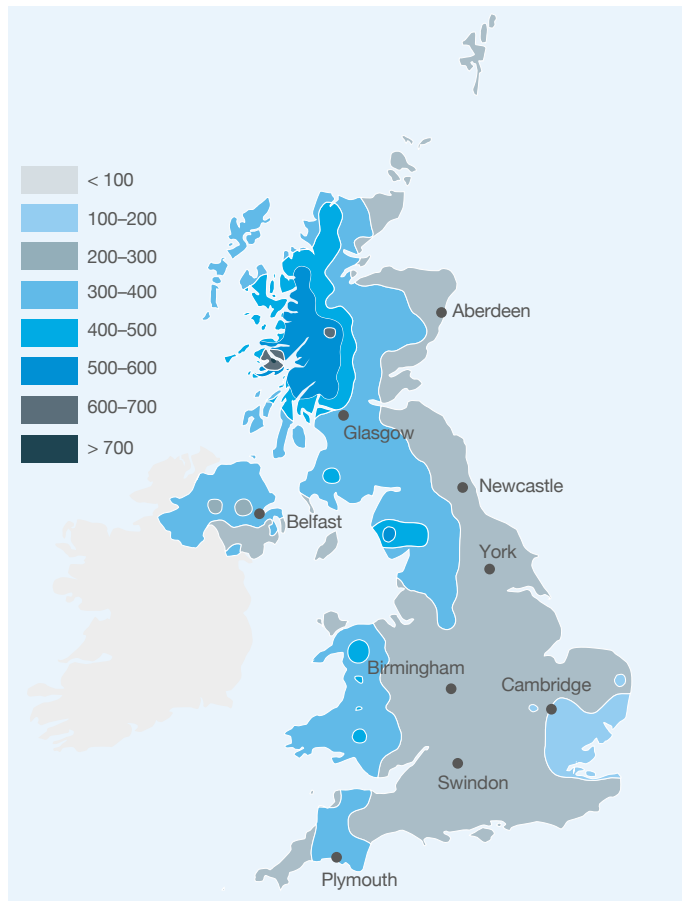 < 100
100–200
200–300
300–400
400–500
500–600
600–700
> 700
Aberdeen
Glasgow
Newcastle
Belfast
York
Birmingham
Cambridge
Swindon
Plymouth